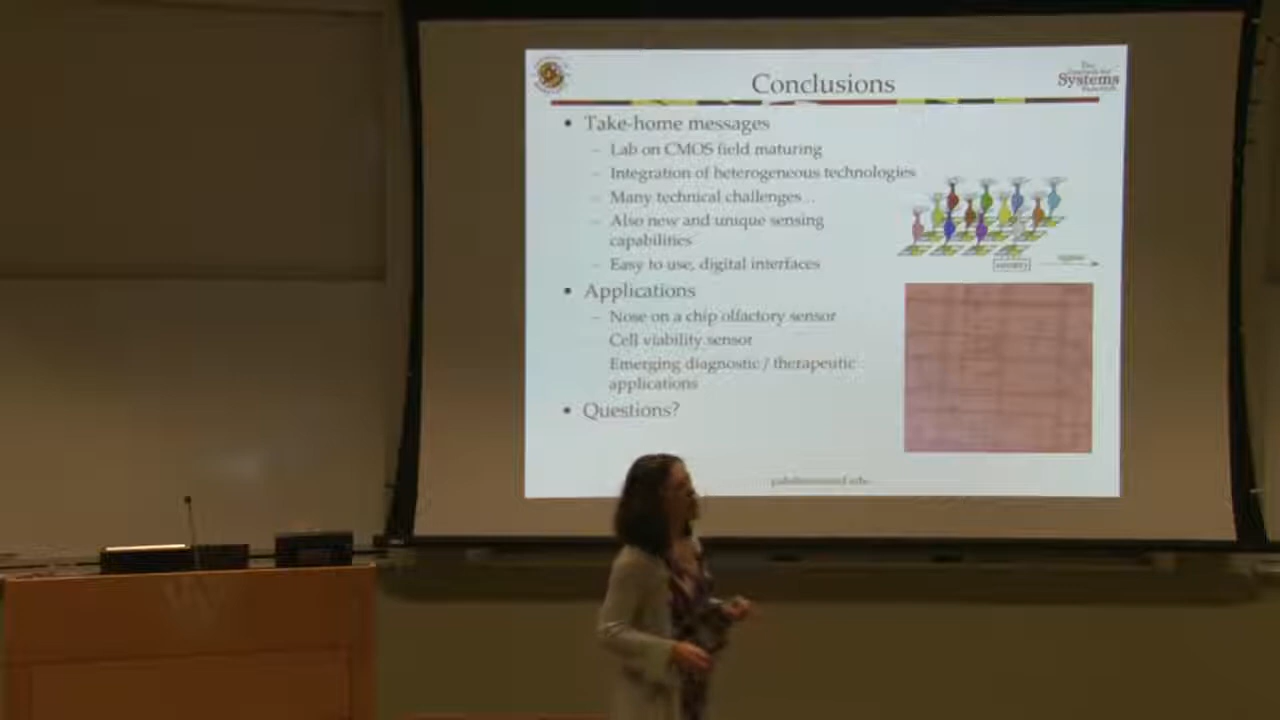 Conclusions
The
Systems
• Take-home messages
– Lab on CMOS field maturing
– Integration of heterogeneous technologies
– Many technical challenges…
– Also new and unique sensing
capabilities
– Easy to use, digital interfaces
• Applications
– Nose on a chip olfactory sensor
Cell viability sensor
Emerging diagnostic / therapeutic
applications
• Questions?
W